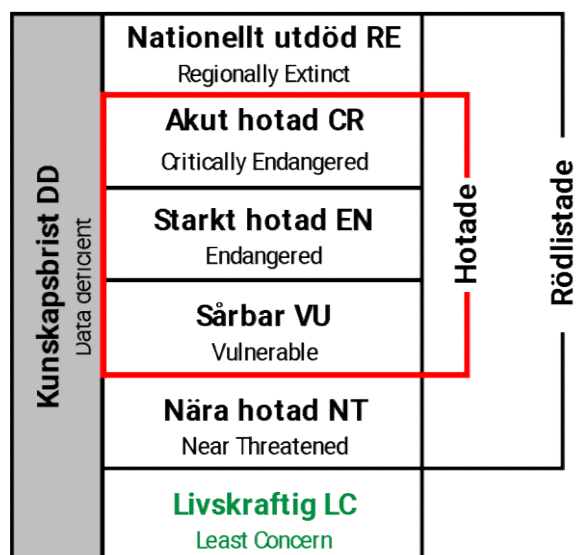 Nationellt utdöd RE
Regionally Extinct
Akut hotad CR
Critically Endangered
Starkt hotad EN
Endangered
Sårbar VU
Vulnerable
Nära hotad NT
Near Threatened
Livskraftig LC
Least Concern
Kunskapsbrist DD
Data deficient
Hotade
Rödlistade